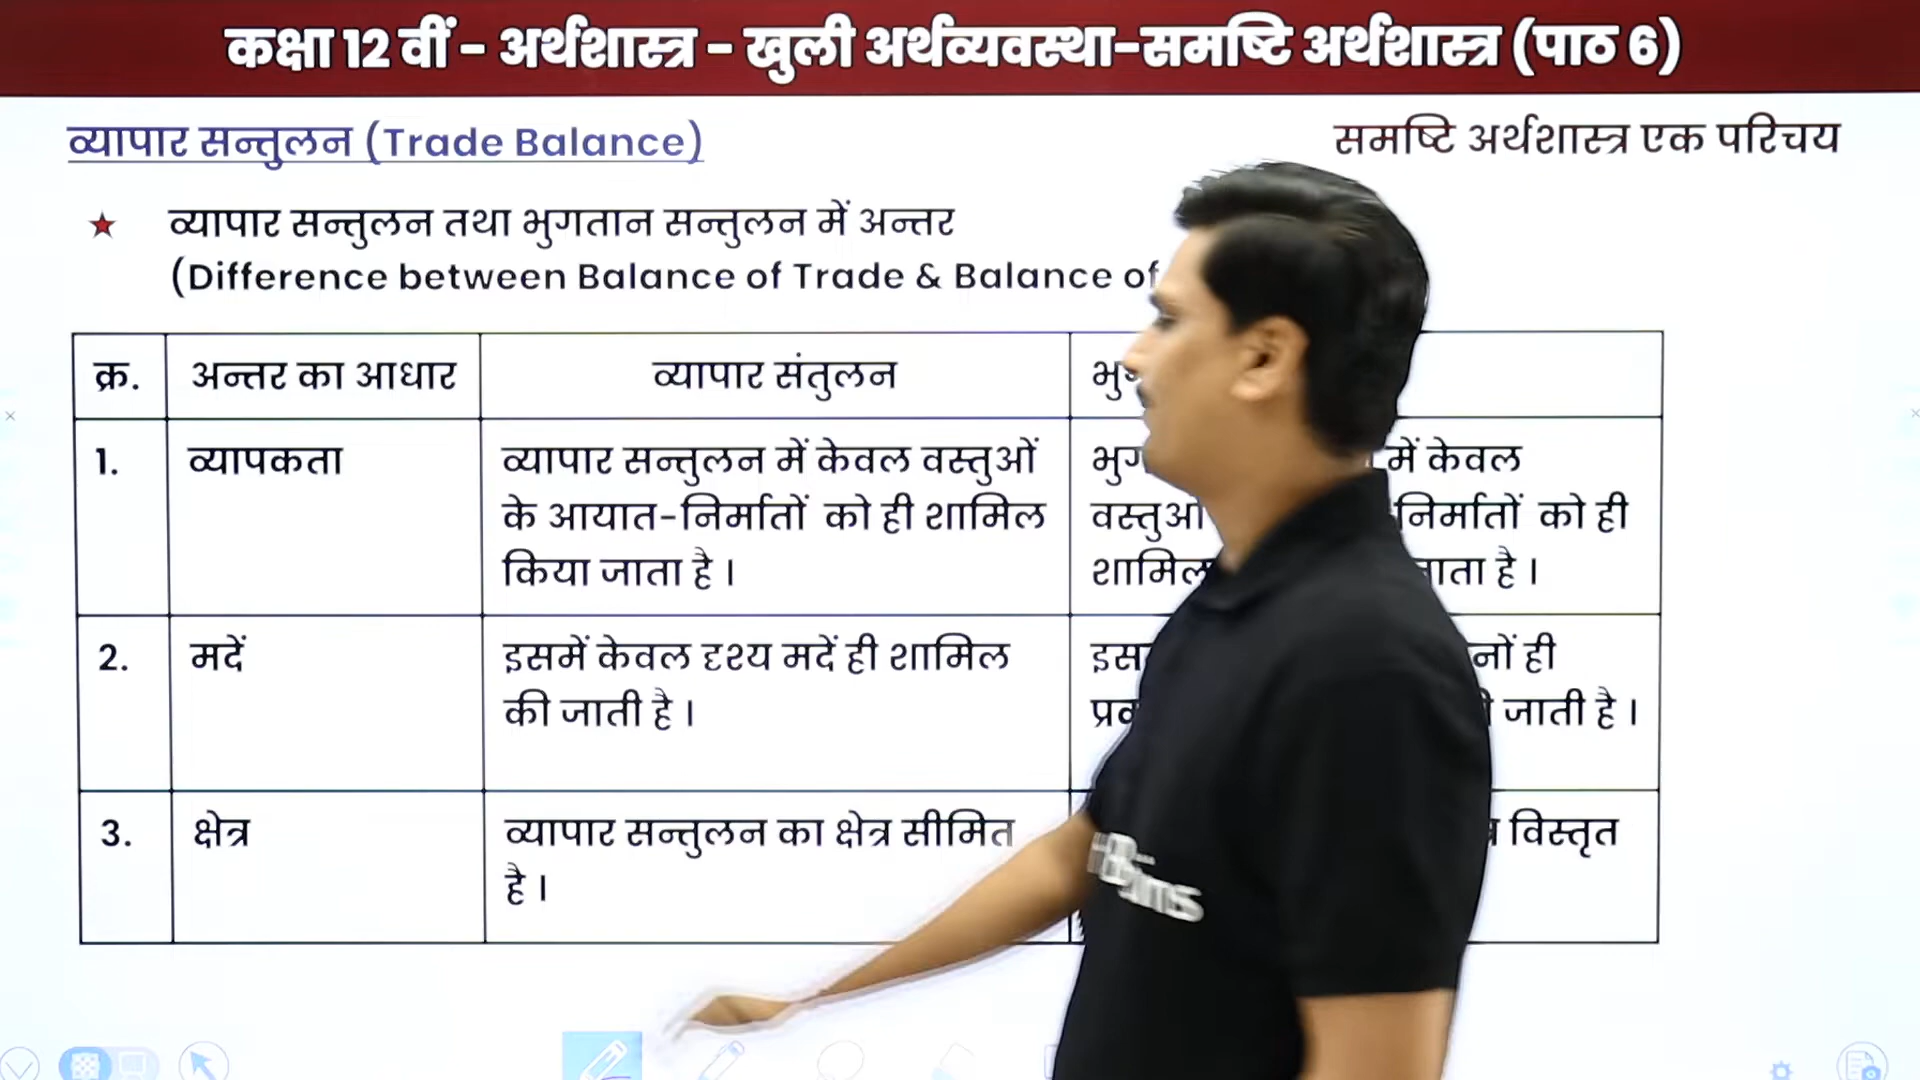 कक्षा 12 वीं - अर्थशास्त्र - खुली अर्थव्यवस्था-समष्टि अर्थशास्त्र (पाठ 6)
व्यापार सन्तुलन (Trade Balance)
समष्टि अर्थशास्त्र एक परिचय
★ व्यापार सन्तुलन तथा भुगतान सन्तुलन में अन्तर
(Difference between Balance of Trade & Balance of
क्र. अन्तर का आधार व्यापार संतुलन
1. व्यापकता
व्यापार सन्तुलन में केवल वस्तुओं
के आयात-निर्मातों को ही शामिल
किया जाता है ।
में केवल
निर्मातों को ही
शामिल है ।
2. मदें
इसमें केवल दृश्य मदें ही शामिल
की जाती है ।
ही
जाती है ।
3. क्षेत्र
व्यापार सन्तुलन का क्षेत्र सीमित
है ।
विस्तृत